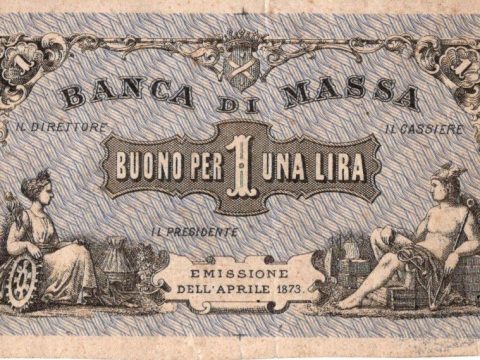 1 1
BANCA DI MASSA
IL DIRETTORE IL CASSIERE
BUONO PER 1 UNA LIRA
IL PRESIDENTE
EMISSIONE
DELL'APRILE 1873.